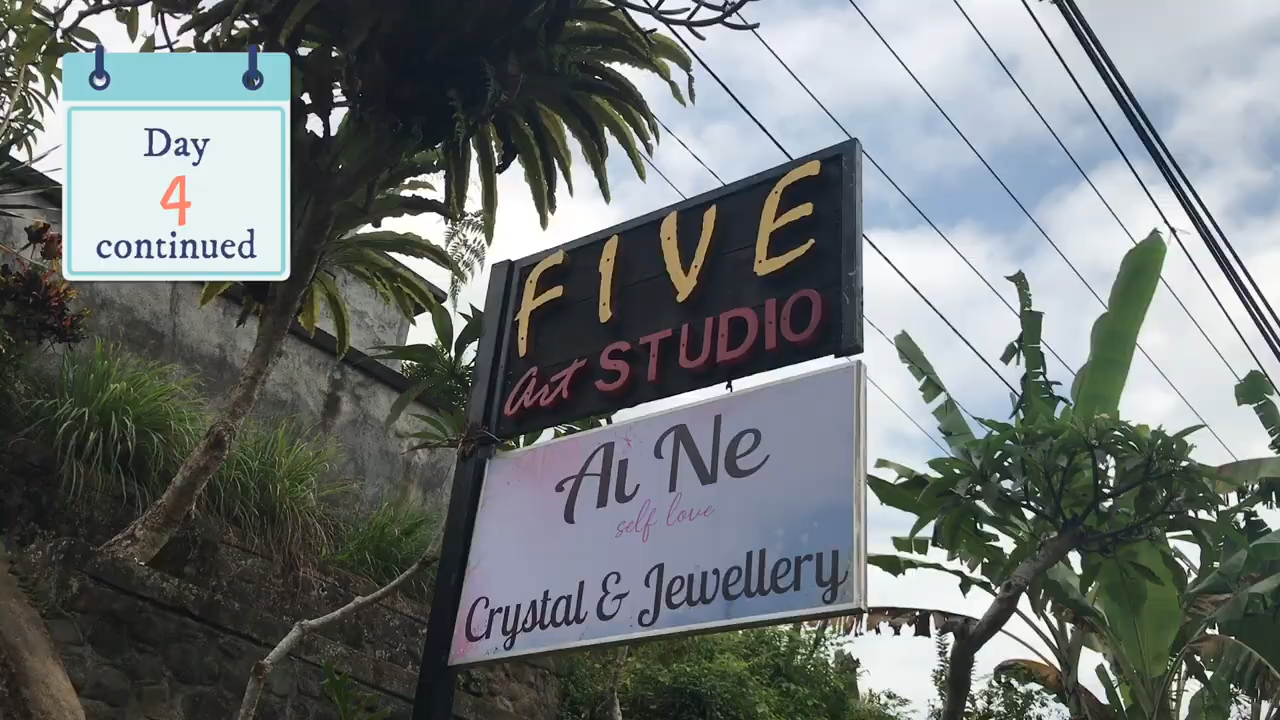 Day
4
continued
FIVE
art STUDIO
Ai Ne
self love
Crystal & Jewellery